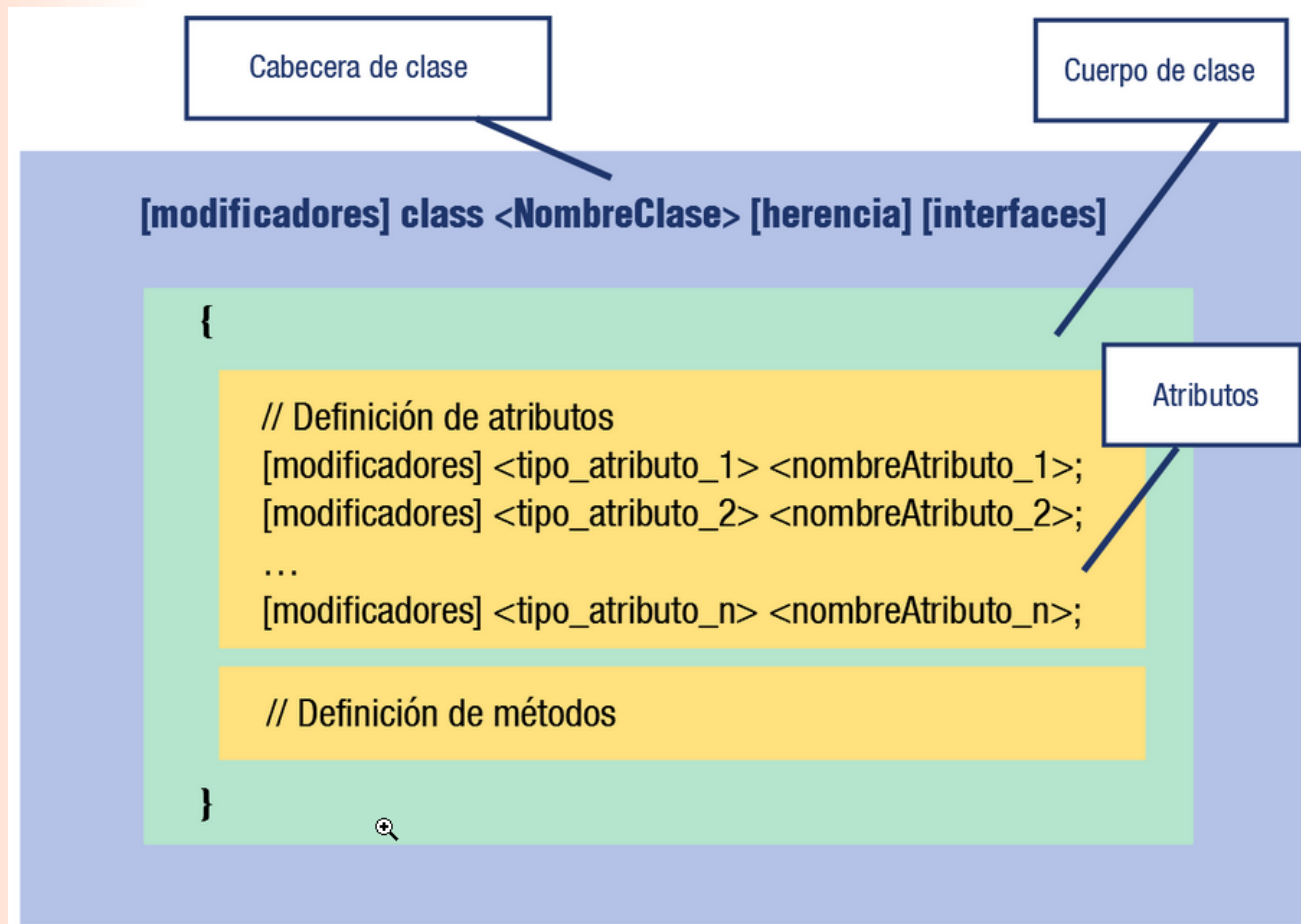 Cabecera de clase
Cuerpo de clase
[modificadores] class <NombreClase> [herencia] [interfaces]
{
Atributos
// Definición de atributos
[modificadores] <tipo_atributo_1> <nombreAtributo_1>;
[modificadores] <tipo_atributo_2> <nombreAtributo_2>;
...
[modificadores] <tipo_atributo_n> <nombreAtributo_n>;
// Definición de métodos
}